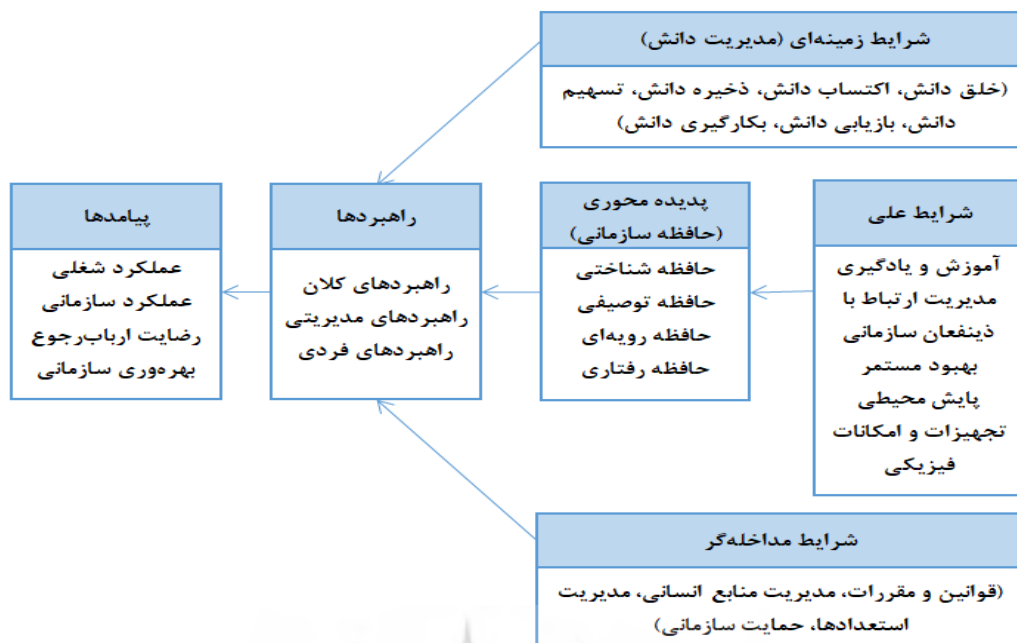 شرایط زمینه‌ای (مدیریت دانش)
(خلق دانش، اکتساب دانش، ذخیره دانش، تسهیم
دانش، بازیابی دانش، بکارگیری دانش)
شرایط علی
آموزش و یادگیری
مدیریت ارتباط با
ذینفعان سازمانی
بهبود مستمر
پایش محیطی
تجهیزات و امکانات
فیزیکی
پدیده محوری
(حافظه سازمانی)
حافظه شناختی
حافظه توصیفی
حافظه رویه‌ای
حافظه رفتاری
راهبردها
راهبردهای کلان
راهبردهای مدیریتی
راهبردهای فردی
پیامدها
عملکرد شغلی
عملکرد سازمانی
رضایت ارباب‌رجوع
بهره‌وری سازمانی
شرایط مداخله‌گر
(قوانین و مقررات، مدیریت منابع انسانی، مدیریت
استعدادها، حمایت سازمانی)